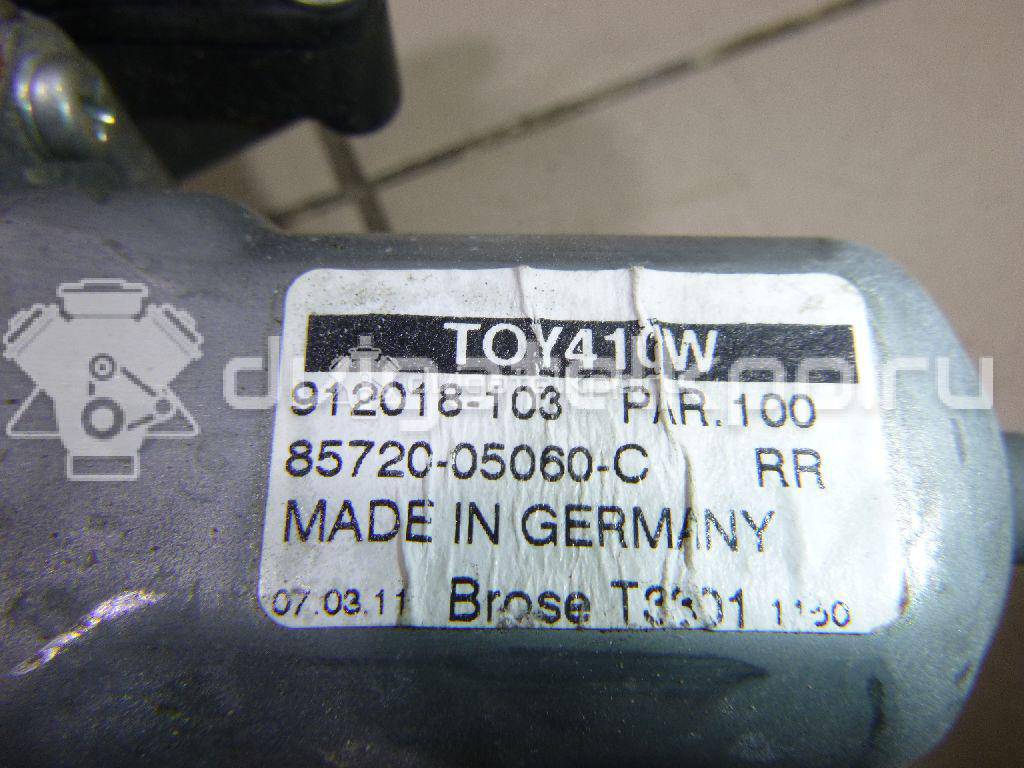 TOY410W
912018-103 PAR.100
85720-05060-C RR
MADE IN GERMANY
07.03.11 Brose T3301